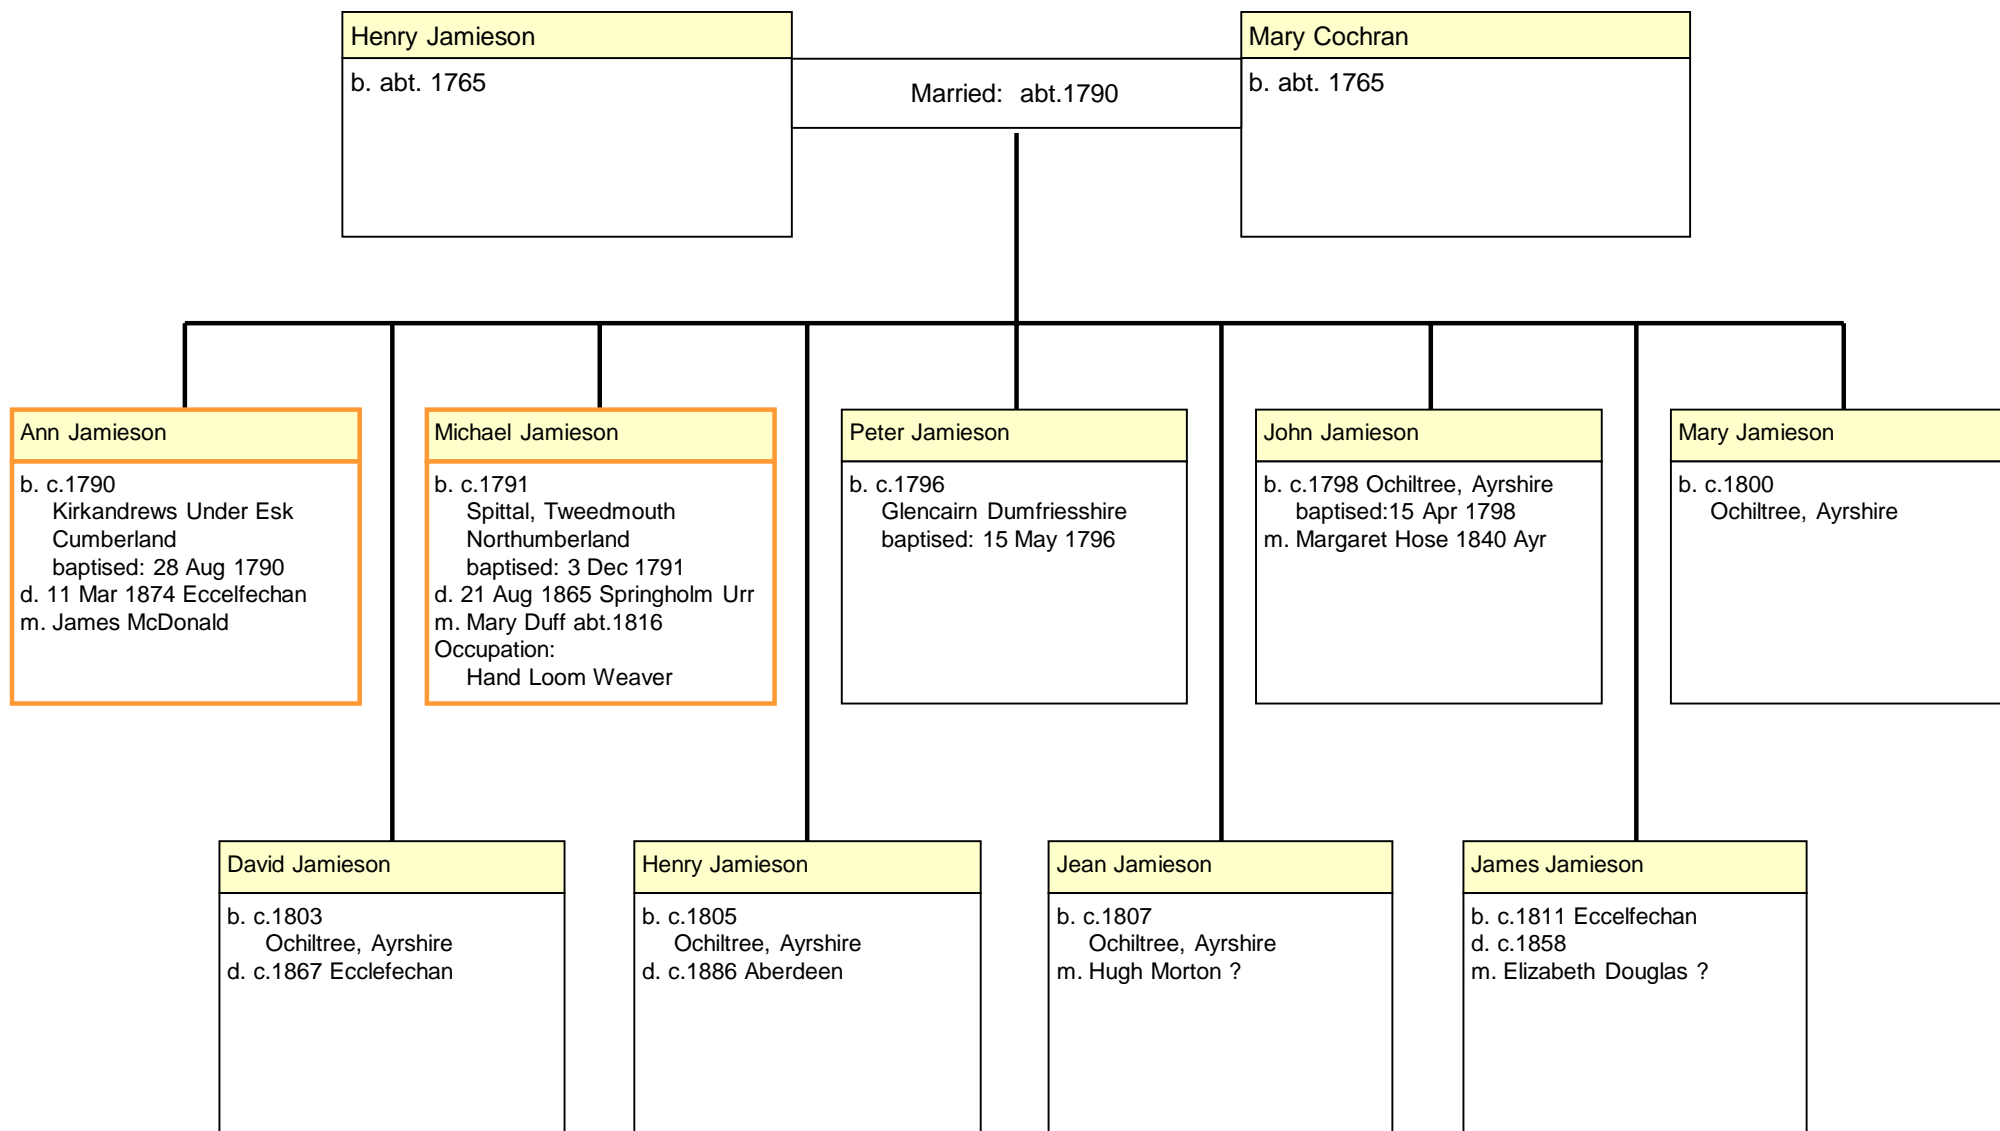 Henry Jamieson
b. abt. 1765
Married: abt.1790
Mary Cochran
b. abt. 1765
Ann Jamieson
b. c.1790
Kirkandrews Under Esk
Cumberland
baptised: 28 Aug 1790
d. 11 Mar 1874 Eccelfechan
m. James McDonald
Michael Jamieson
b. c.1791
Spittal, Tweedmouth
Northumberland
baptised: 3 Dec 1791
d. 21 Aug 1865 Springholm Urr
m. Mary Duff abt.1816
Occupation:
Hand Loom Weaver
Peter Jamieson
b. c.1796
Glencairn Dumfriesshire
baptised: 15 May 1796
John Jamieson
b. c.1798 Ochiltree, Ayrshire
baptised:15 Apr 1798
m. Margaret Hose 1840 Ayr
Mary Jamieson
b. c.1800
Ochiltree, Ayrshire
David Jamieson
b. c.1803
Ochiltree, Ayrshire
d. c.1867 Ecclefechan
Henry Jamieson
b. c.1805
Ochiltree, Ayrshire
d. c.1886 Aberdeen
Jean Jamieson
b. c.1807
Ochiltree, Ayrshire
m. Hugh Morton ?
James Jamieson
b. c.1811 Eccelfechan
d. c.1858
m. Elizabeth Douglas ?